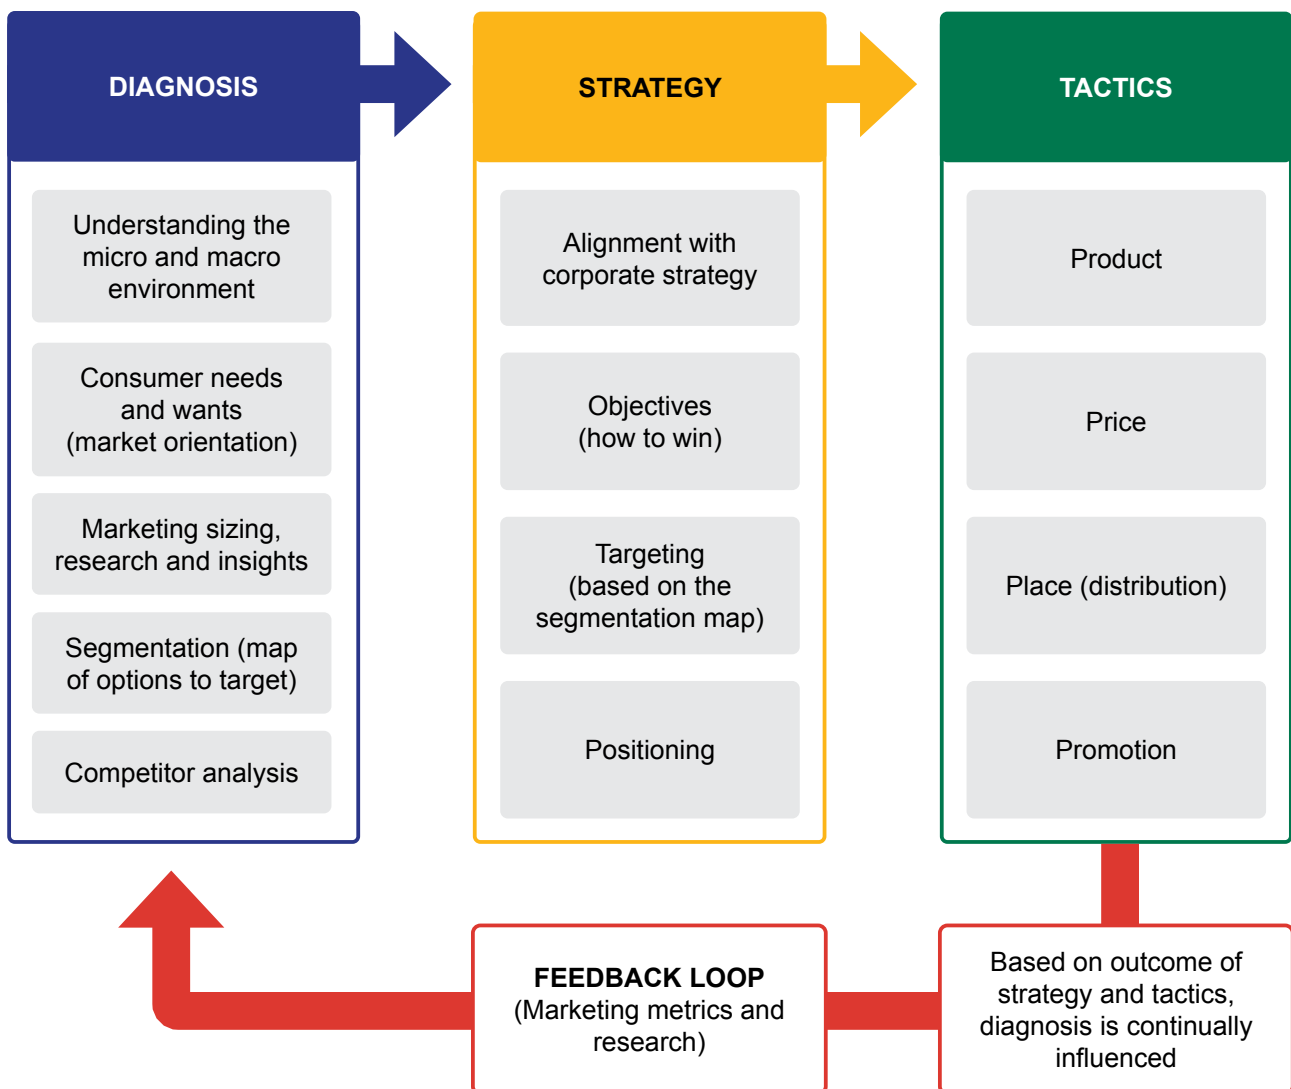 DIAGNOSIS
Understanding the
micro and macro
environment
Consumer needs
and wants
(market orientation)
Marketing sizing,
research and insights
Segmentation (map
of options to target)
Competitor analysis
STRATEGY
Alignment with
corporate strategy
Objectives
(how to win)
Targeting
(based on the
segmentation map)
Positioning
TACTICS
Product
Price
Place (distribution)
Promotion
Based on outcome of
strategy and tactics,
diagnosis is continually
influenced
FEEDBACK LOOP
(Marketing metrics and
research)